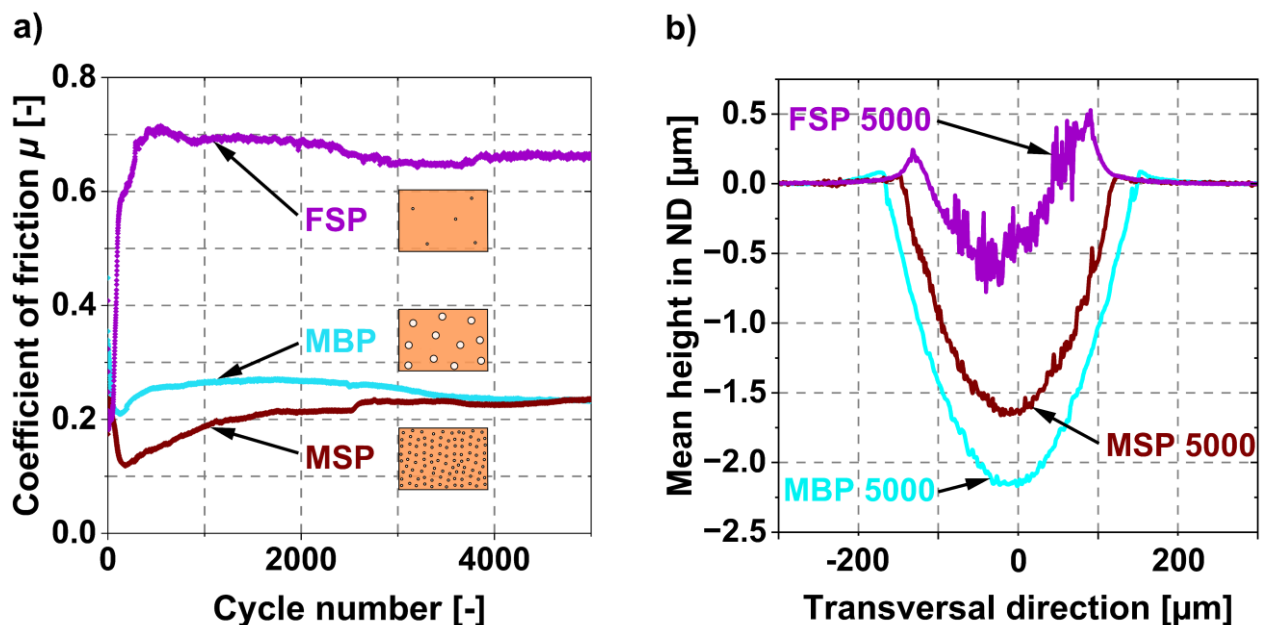 a)
Coefficient of friction μ [-]
0.8
0.6
0.4
0.2
0.0
FSP
MBP
MSP
0
2000
4000
Cycle number [-]
b)
Mean height in ND [μm]
0.5
0.0
−0.5
−1.0
−1.5
−2.0
−2.5
FSP 5000
MSP 5000
MBP 5000
-200
0
200
Transversal direction [μm]